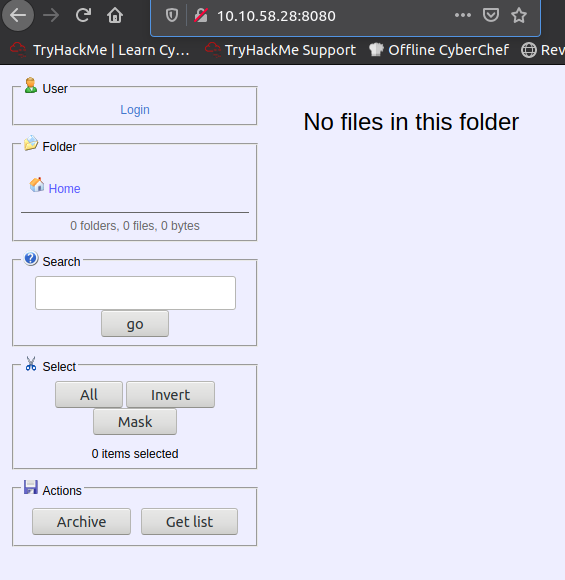 10.10.58.28:8080
TryHackMe | Learn Cy… TryHackMe Support Offline CyberChef Rev
User
Login
Folder
Home
0 folders, 0 files, 0 bytes
Search
go
Select
All Invert
Mask
0 items selected
Actions
Archive Get list
No files in this folder